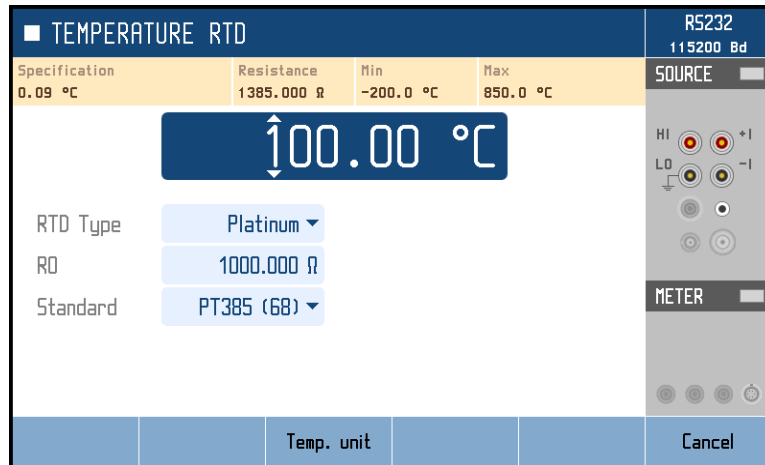 ■ TEMPERATURE RTD
RS232
115200 Bd
Specification Resistance Min Max
0.09 °C 1385.000 Ω -200.0 °C 850.0 °C
100.00 °C
RTD Type Platinum
R0 1000.000 Ω
Standard PT385 (68)
SOURCE
HI +I
LO -I
METER
Temp. unit Cancel